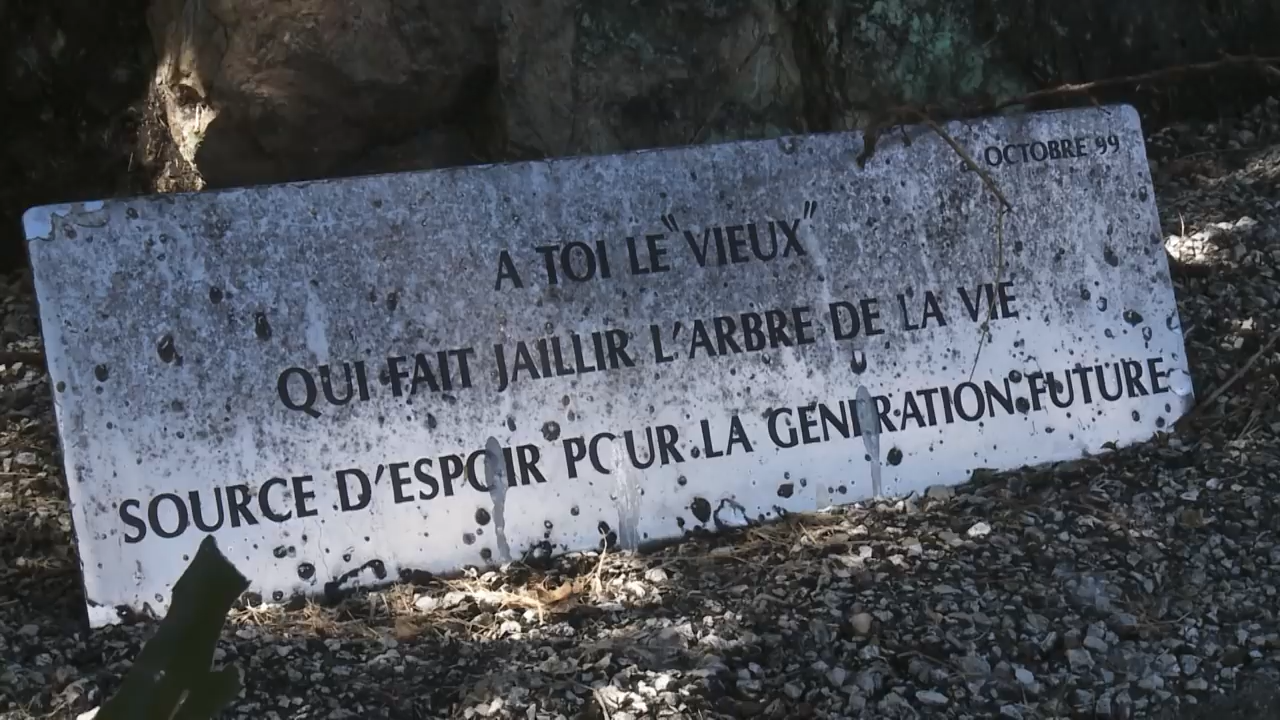 OCTOBRE 99
A TOI LE "VIEUX"
QUI FAIT JAILLIR L'ARBRE DE LA VIE
SOURCE D'ESPOIR POUR LA GENERATION FUTURE